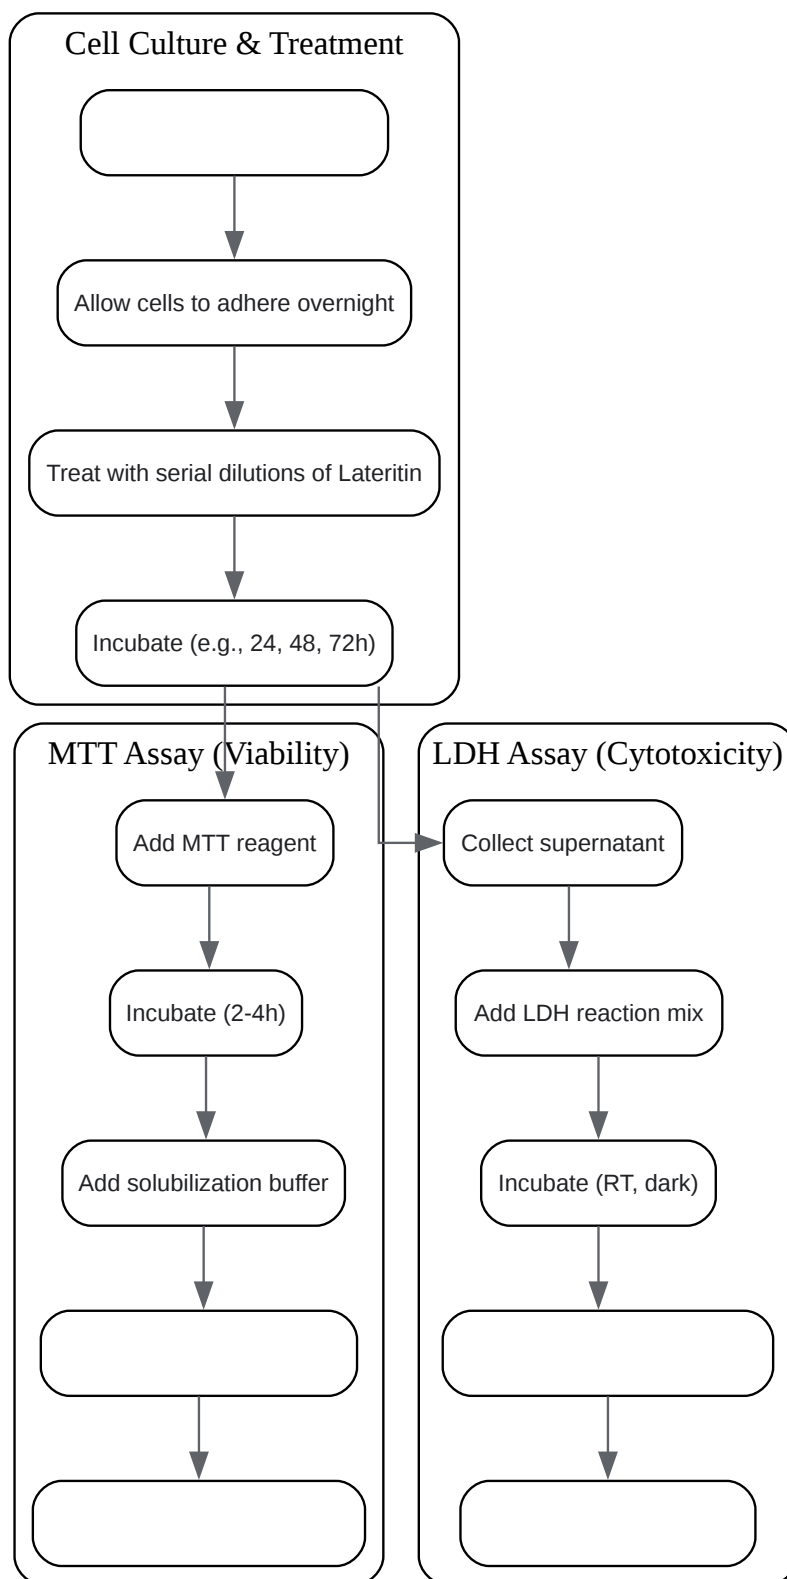 Cell Culture & Treatment
Allow cells to adhere overnight
Treat with serial dilutions of Lateritin
Incubate (e.g., 24, 48, 72h)
MTT Assay (Viability)
Add MTT reagent
Incubate (2-4h)
Add solubilization buffer
LDH Assay (Cytotoxicity)
Collect supernatant
Add LDH reaction mix
Incubate (RT, dark)